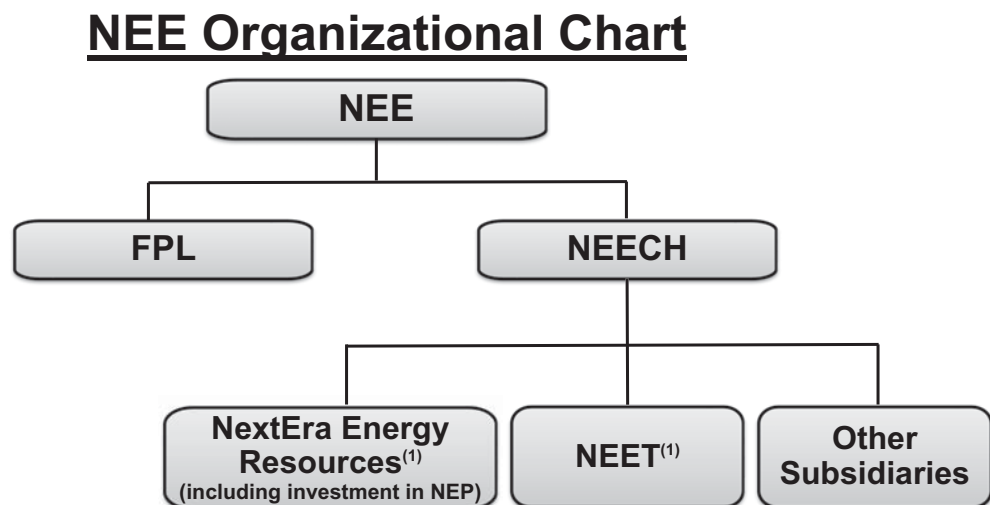 NEE Organizational Chart
NEE
FPL
NEECH
NextEra Energy
Resources(1)
(including investment in NEP)
NEET(1)
Other
Subsidiaries